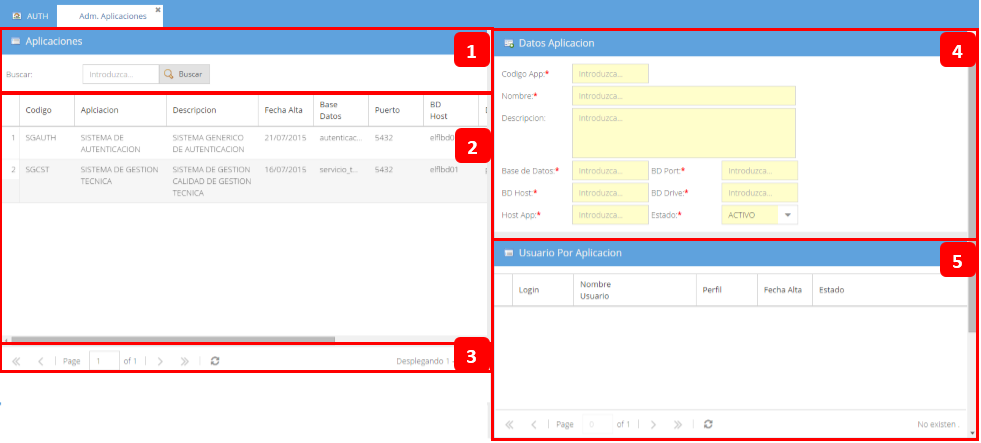 AUTH
Adm. Aplicaciones
Aplicaciones
1
Buscar:
Introduzca...
Buscar
Codigo
Aplciacion
Descripcion
Fecha Alta
Base
Datos
Puerto
BD
Host
1
SGAUTH
SISTEMA DE
AUTENTICACION
SISTEMA GENERICO
DE AUTENTICACION
21/07/2015
autenticac...
5432
elflbd01
2
2
SGCST
SISTEMA DE GESTION
TECNICA
SISTEMA DE GESTION
CALIDAD DE GESTION
TECNICA
16/07/2015
servicio_t...
5432
elflbd01
Page
1
of 1
Desplegando 1 -
3
Datos Aplicacion
4
Codigo App:*
Introduzca...
Nombre:*
Introduzca...
Descripcion:
Introduzca...
Base de Datos:*
Introduzca...
BD Port:*
Introduzca...
BD Host:*
Introduzca...
BD Drive:*
Introduzca...
Host App:*
Introduzca...
Estado:*
ACTIVO
Usuario Por Aplicacion
5
Login
Nombre
Usuario
Perfil
Fecha Alta
Estado
Page
0
of 1
No existen